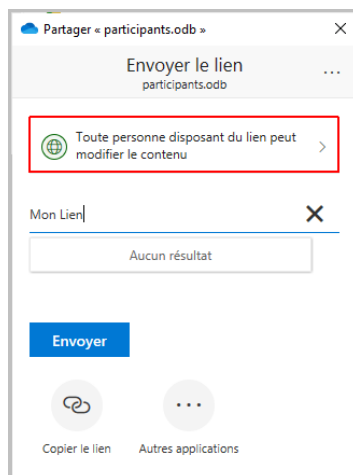 Partager « participants.odb »
Envoyer le lien
participants.odb
Toute personne disposant du lien peut
modifier le contenu
Mon Lien
Aucun résultat
Envoyer
Copier le lien
Autres applications